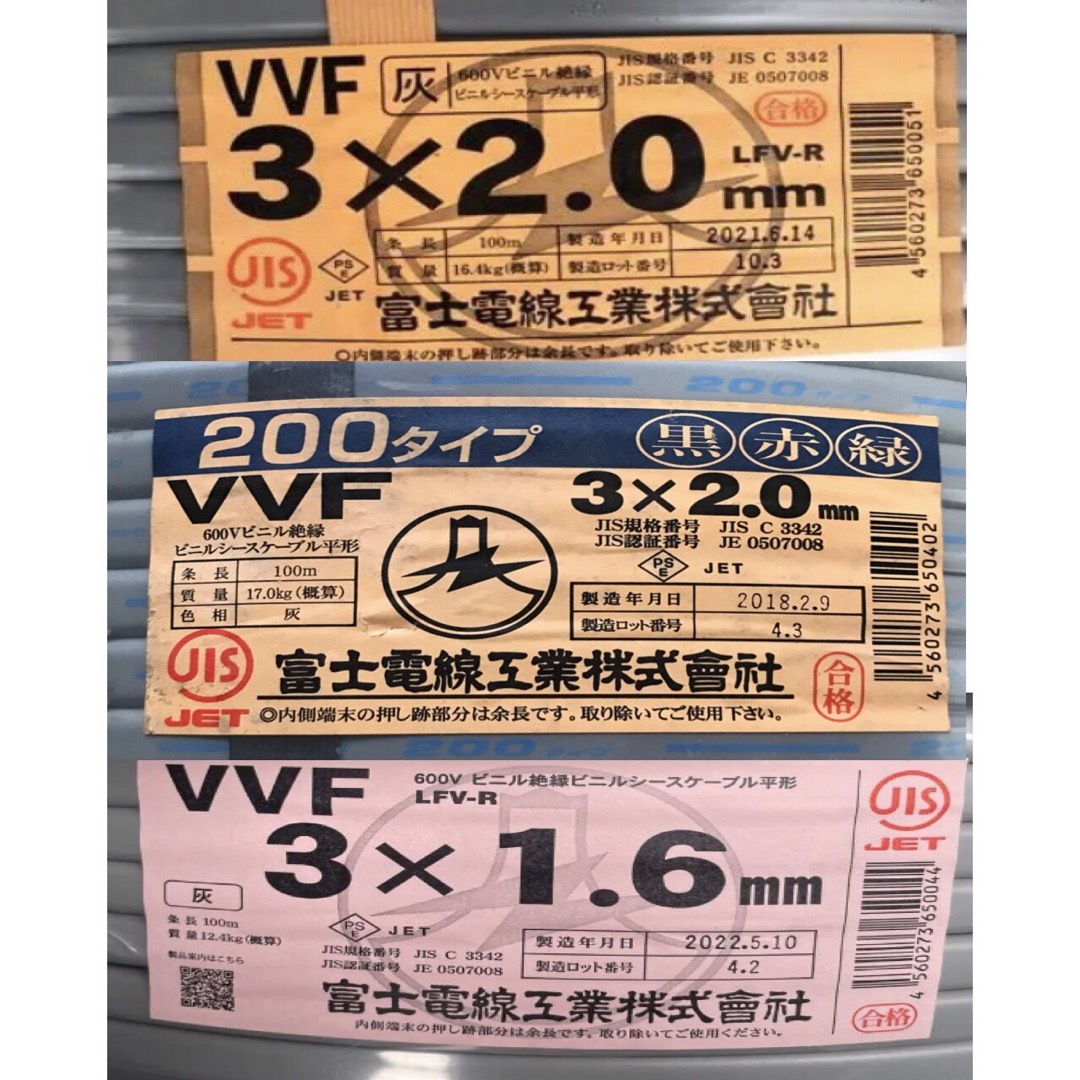 VVF 灰 600Vビニル絶縁
ビニルシースケーブル平形
JIS規格番号 JIS C 3342
JIS認証番号 JE 0507008
合格
3×2.0mm
LFV-R
条長 100m 製造年月日 2021.6.14
質量 16.4kg(概算) 製造ロット番号 10.3
JIS
JET
PS
E
JET
富士電線工業株式會社
◎内側端末の押し跡部分は余長です。取り除いてご使用下さい。
4560273650051
200タイプ
200タイプ 黒 赤 緑
VVF 3×2.0mm
600Vビニル絶縁
ビニルシースケーブル平形
JIS規格番号 JIS C 3342
JIS認証番号 JE 0507008
PS
E
JET
条長 100m
質量 17.0kg(概算)
色相 灰
製造年月日 2018.2.9
製造ロット番号 4.3
JIS
JET
富士電線工業株式會社
合格
◎内側端末の押し跡部分は余長です。取り除いてご使用下さい。
4560273650402
200タイプ
VVF 600V ビニル絶縁ビニルシースケーブル平形
LFV-R
3×1.6mm
JIS
JET
灰
条長 100m
質量 12.4kg(概算)
製品案内はこちら
PS
E
JET
JIS規格番号 JIS C 3342
JIS認証番号 JE 0507008
製造年月日 2022.5.10
製造ロット番号 4.2
富士電線工業株式會社
内側端末の押し跡部分は余長です。取り除いてご使用ください。
4560273650044
合格